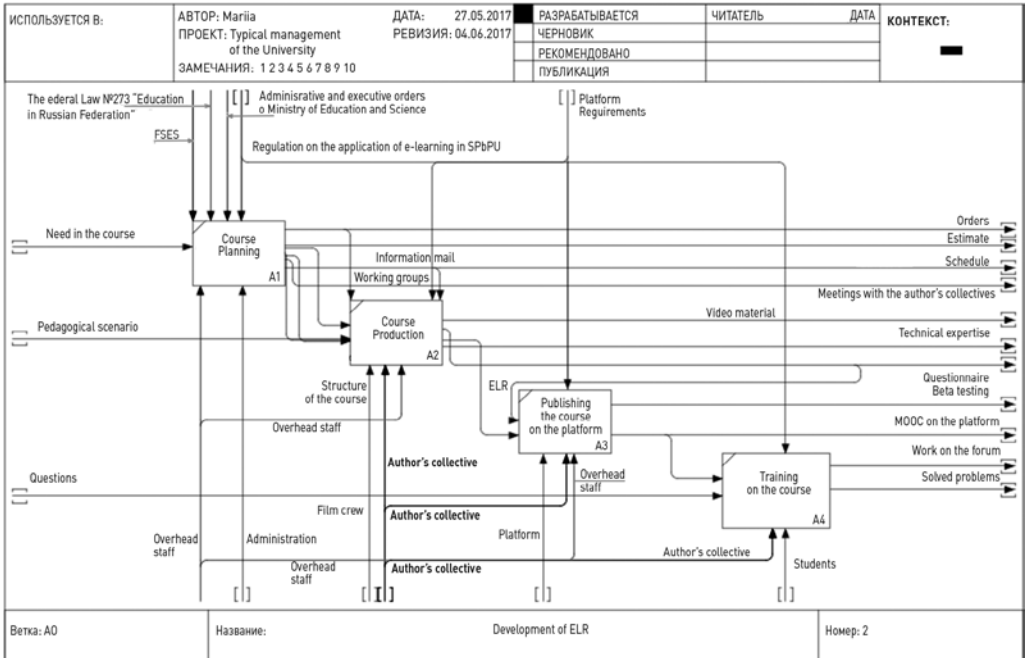 ИСПОЛЬЗУЕТСЯ В:
АВТОР: Mariia
ДАТА: 27.05.2017
ПРОЕКТ: Typical management
of the University
РЕВИЗИЯ: 04.06.2017
ЗАМЕЧАНИЯ: 1 2 3 4 5 6 7 8 9 10
РАЗРАБАТЫВАЕТСЯ
ЧЕРНОВИК
РЕКОМЕНДОВАНО
ПУБЛИКАЦИЯ
ЧИТАТЕЛЬ
ДАТА
КОНТЕКСТ:
The ederal Law №273 "Education
in Russian Federation"
Adminisrative and executive orders
o Ministry of Education and Science
Platform
Reguirements
FSES
Regulation on the application of e-learning in SPbPU
Need in the course
Course
Planning
A1
Orders
Estimate
Information mail
Schedule
Working groups
Meetings with the author's collectives
Pedagogical scenario
Course
Production
A2
Video material
Technical expertise
Structure
of the course
ELR
Questionnaire
Beta testing
Publishing
the course
on the platform
A3
Overhead staff
MOOC on the platform
Author's collective
Work on the forum
Questions
Overhead
staff
Training
on the course
A4
Solved problems
Film crew
Author's collective
Overhead
staff
Administration
Platform
Overhead
staff
Author's collective
Author's collective
Students
Ветка: A0
Название:
Development of ELR
Номер: 2